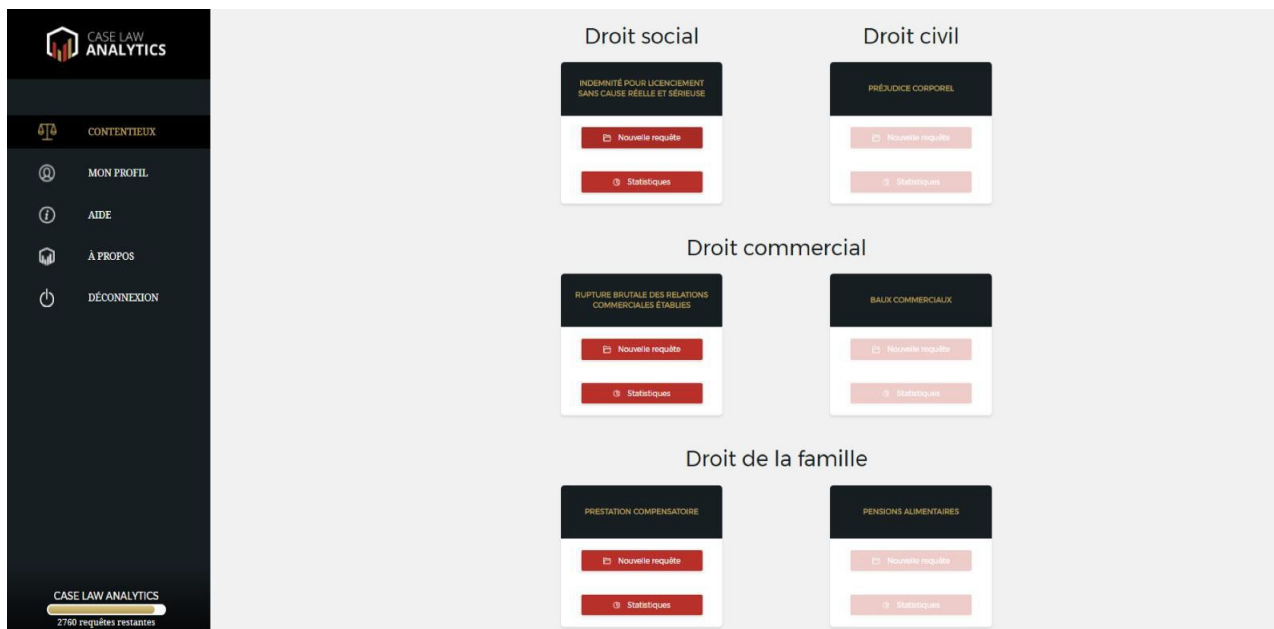 CASE LAW
ANALYTICS
CONTENTIEUX
MON PROFIL
AIDE
À PROPOS
DÉCONNEXION
CASE LAW ANALYTICS
2760 requêtes restantes
Droit social
Droit civil
INDEMNITÉ POUR LICENCIEMENT
SANS CAUSE RÉELLE ET SÉRIEUSE
PRÉJUDICE CORPOREL
Nouvelle requête
Nouvelle requête
Statistiques
Statistiques
Droit commercial
RUPTURE BRUTALE DES RELATIONS
COMMERCIALES ÉTABLIES
BAUX COMMERCIAUX
Nouvelle requête
Nouvelle requête
Statistiques
Statistiques
Droit de la famille
PRESTATION COMPENSATOIRE
PENSIONS ALIMENTAIRES
Nouvelle requête
Nouvelle requête
Statistiques
Statistiques